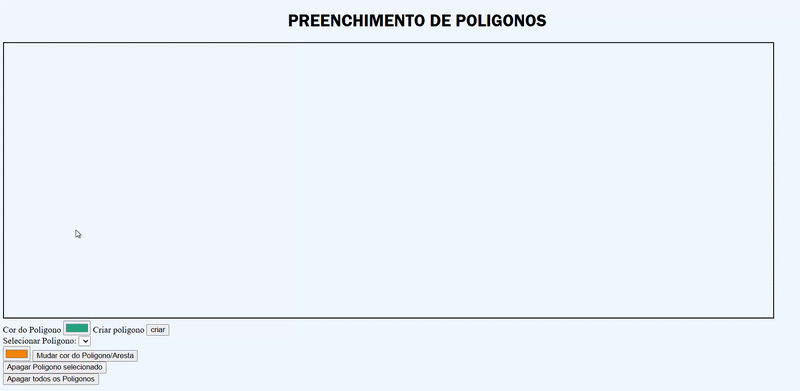 PREENCHIMENTO DE POLIGONOS
Cor do Poligono Criar poligono criar
Selecionar Poligono:
Mudar cor do Poligono/Aresta
Apagar Poligono selecionado
Apagar todos os Poligonos